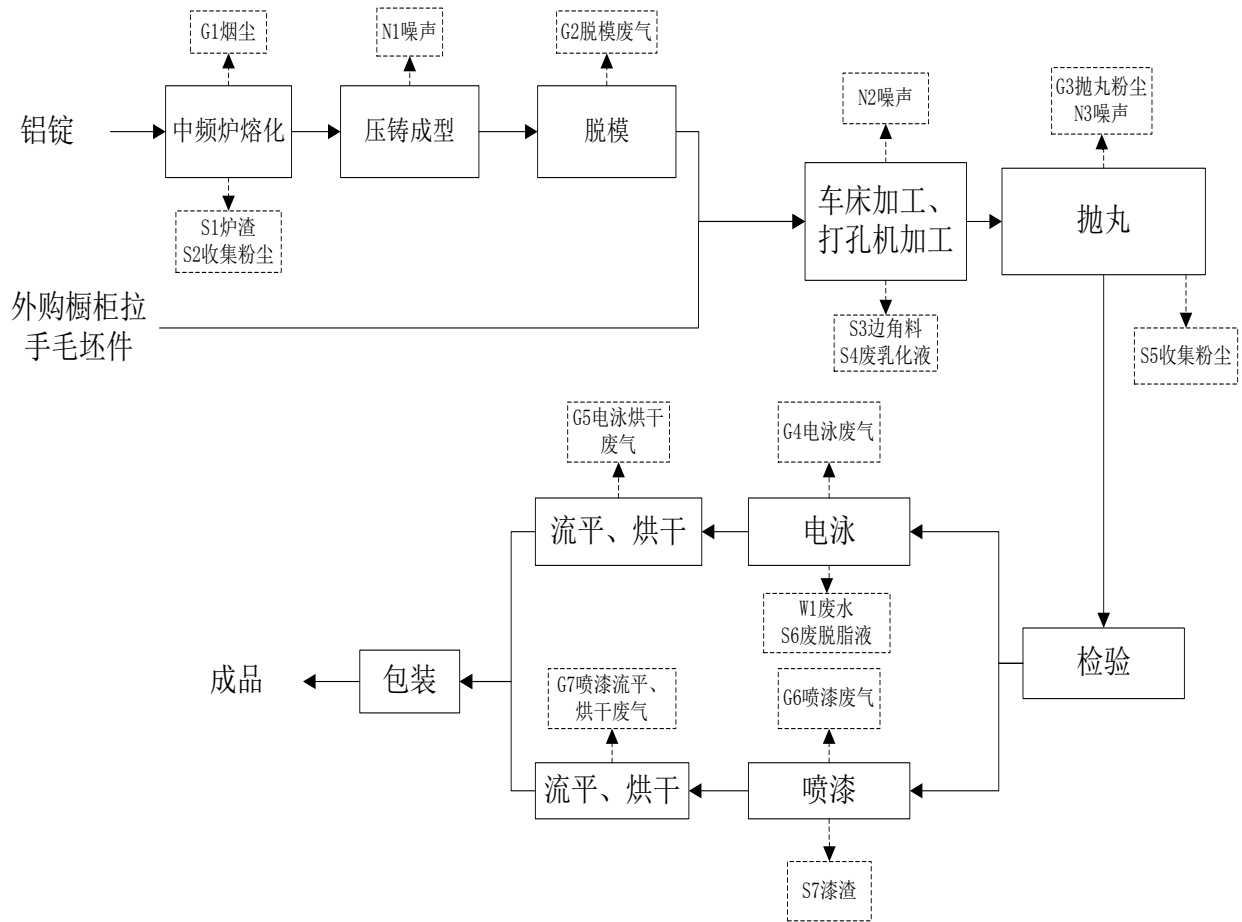 G1烟尘
N1噪声
G2脱模废气
N2噪声
G3抛丸粉尘
N3噪声
铝锭
中频炉熔化
压铸成型
脱模
车床加工、
打孔机加工
抛丸
S1炉渣
S2收集粉尘
外购橱柜拉
手毛坯件
S3边角料
S4废乳化液
S5收集粉尘
G5电泳烘干
废气
G4电泳废气
流平、烘干
电泳
W1废水
S6废脱脂液
检验
成品
包装
G7喷漆流平、
烘干废气
G6喷漆废气
流平、烘干
喷漆
S7漆渣